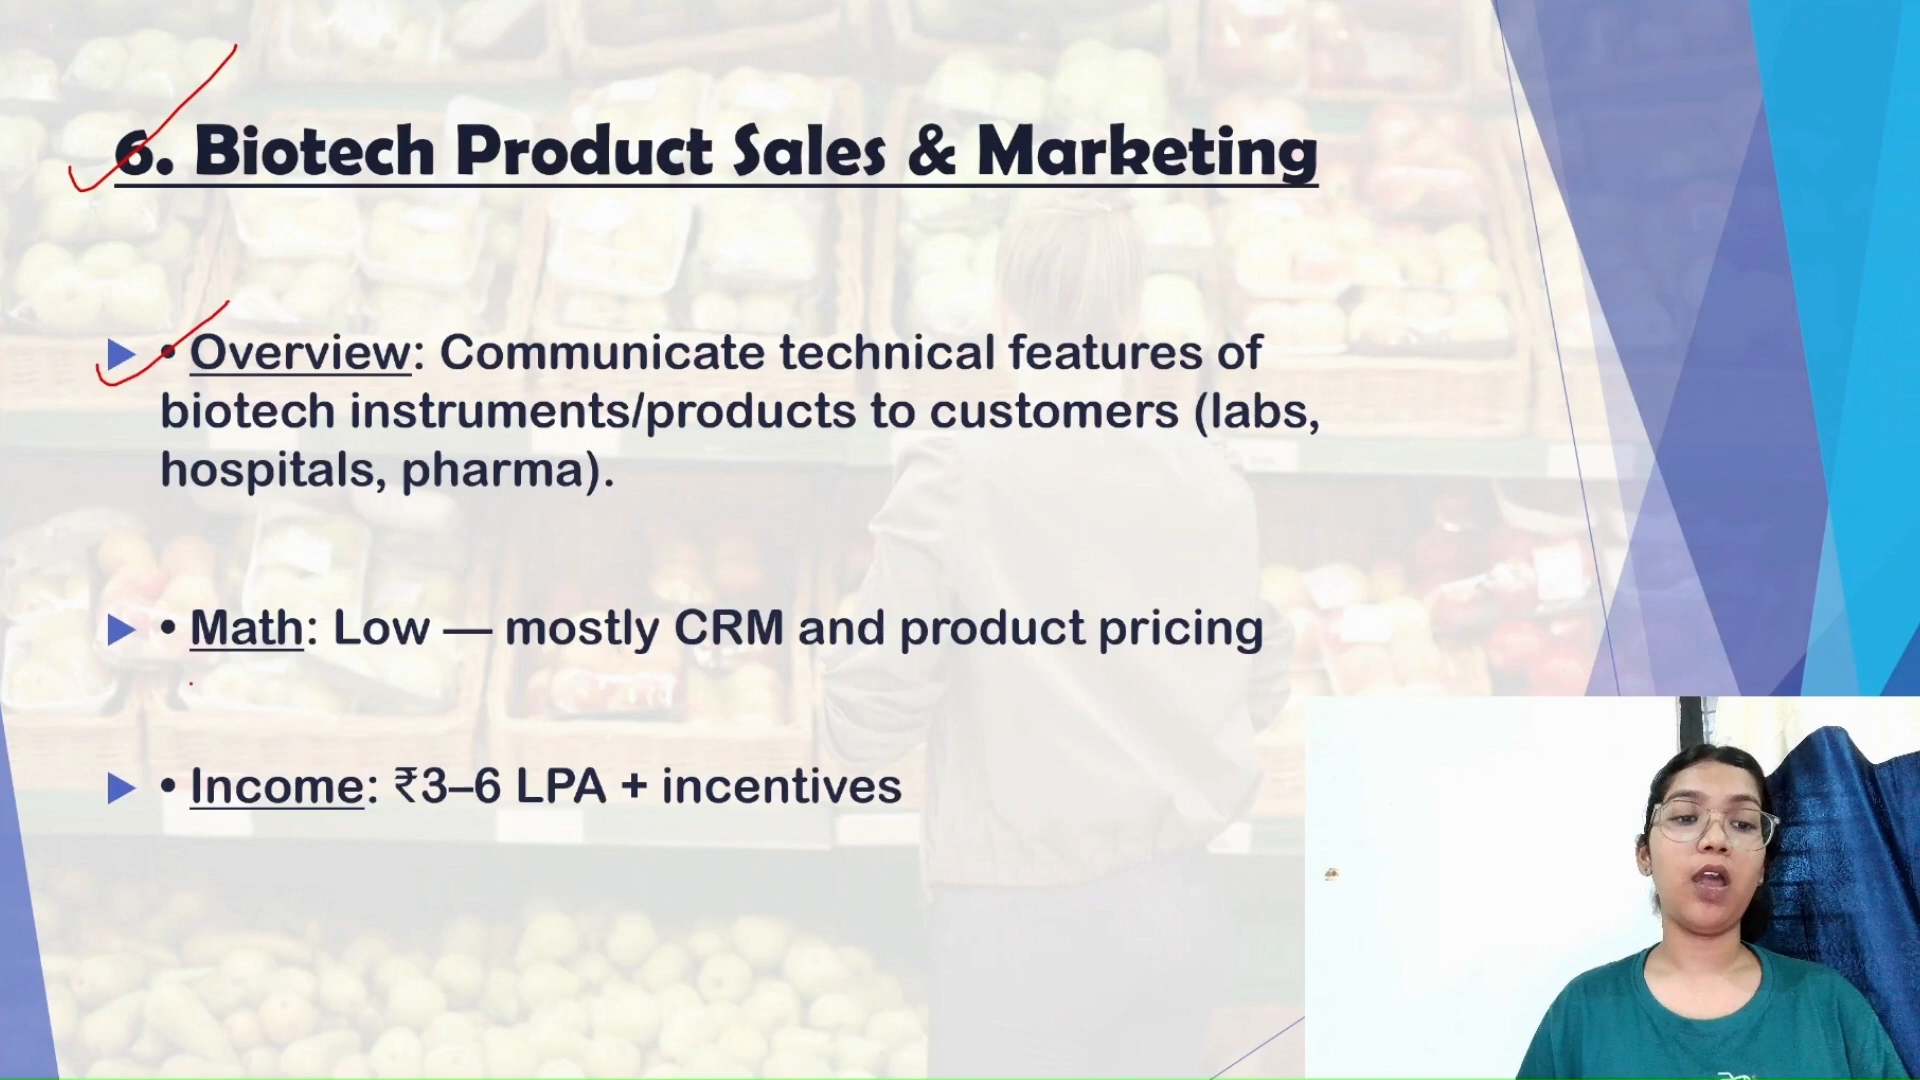 6. Biotech Product Sales & Marketing
• Overview: Communicate technical features of
biotech instruments/products to customers (labs,
hospitals, pharma).
• Math: Low — mostly CRM and product pricing
• Income: ₹3–6 LPA + incentives